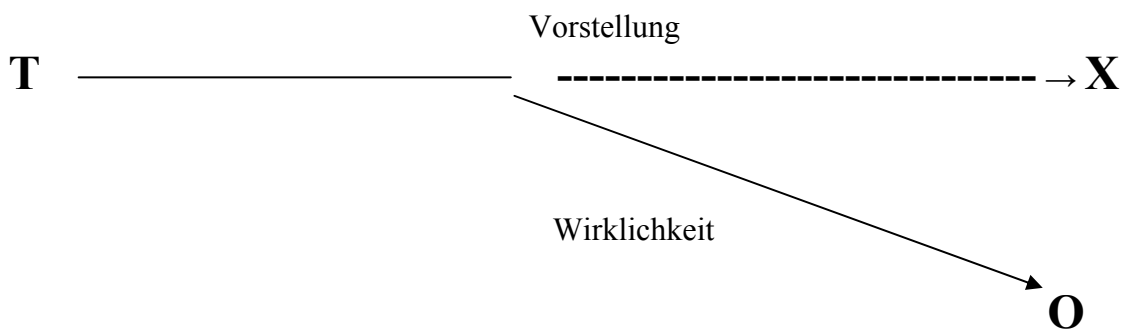 Vorstellung
T → X
Wirklichkeit
O